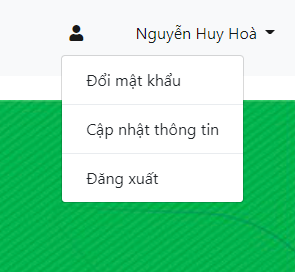 Nguyễn Huy Hoà
Đổi mật khẩu
Cập nhật thông tin
Đăng xuất